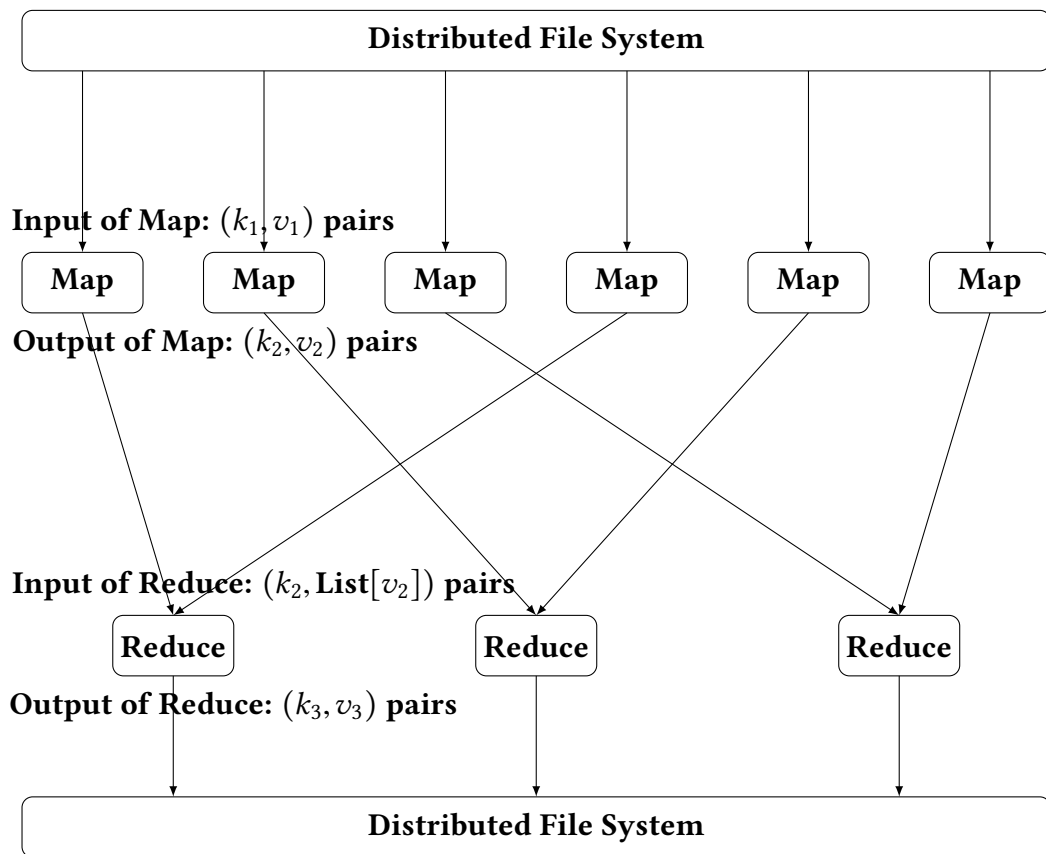 Distributed File System
Input of Map: (k₁, v₁) pairs
Map Map Map Map Map Map
Output of Map: (k₂, v₂) pairs
Input of Reduce: (k₂, List[v₂]) pairs
Reduce Reduce Reduce
Output of Reduce: (k₃, v₃) pairs
Distributed File System